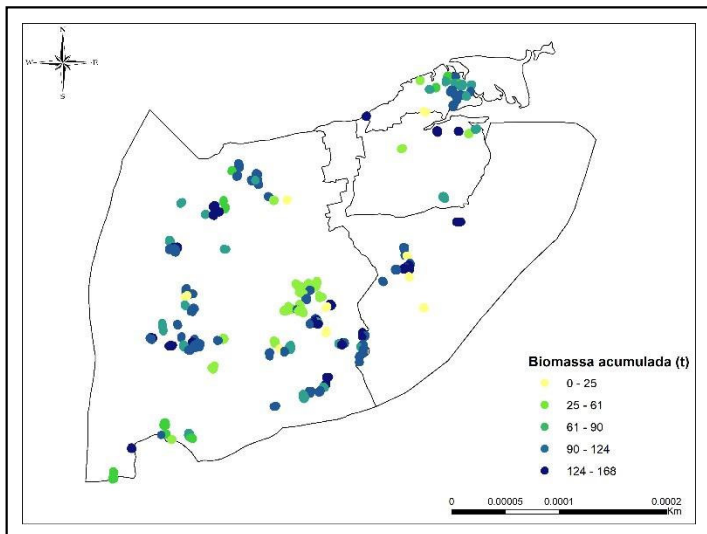 N
W
R
S
Biomassa acumulada (t)
0 - 25
25 - 61
61 - 90
90 - 124
124 - 168
0 0.00005 0.0001 0.0002
Km